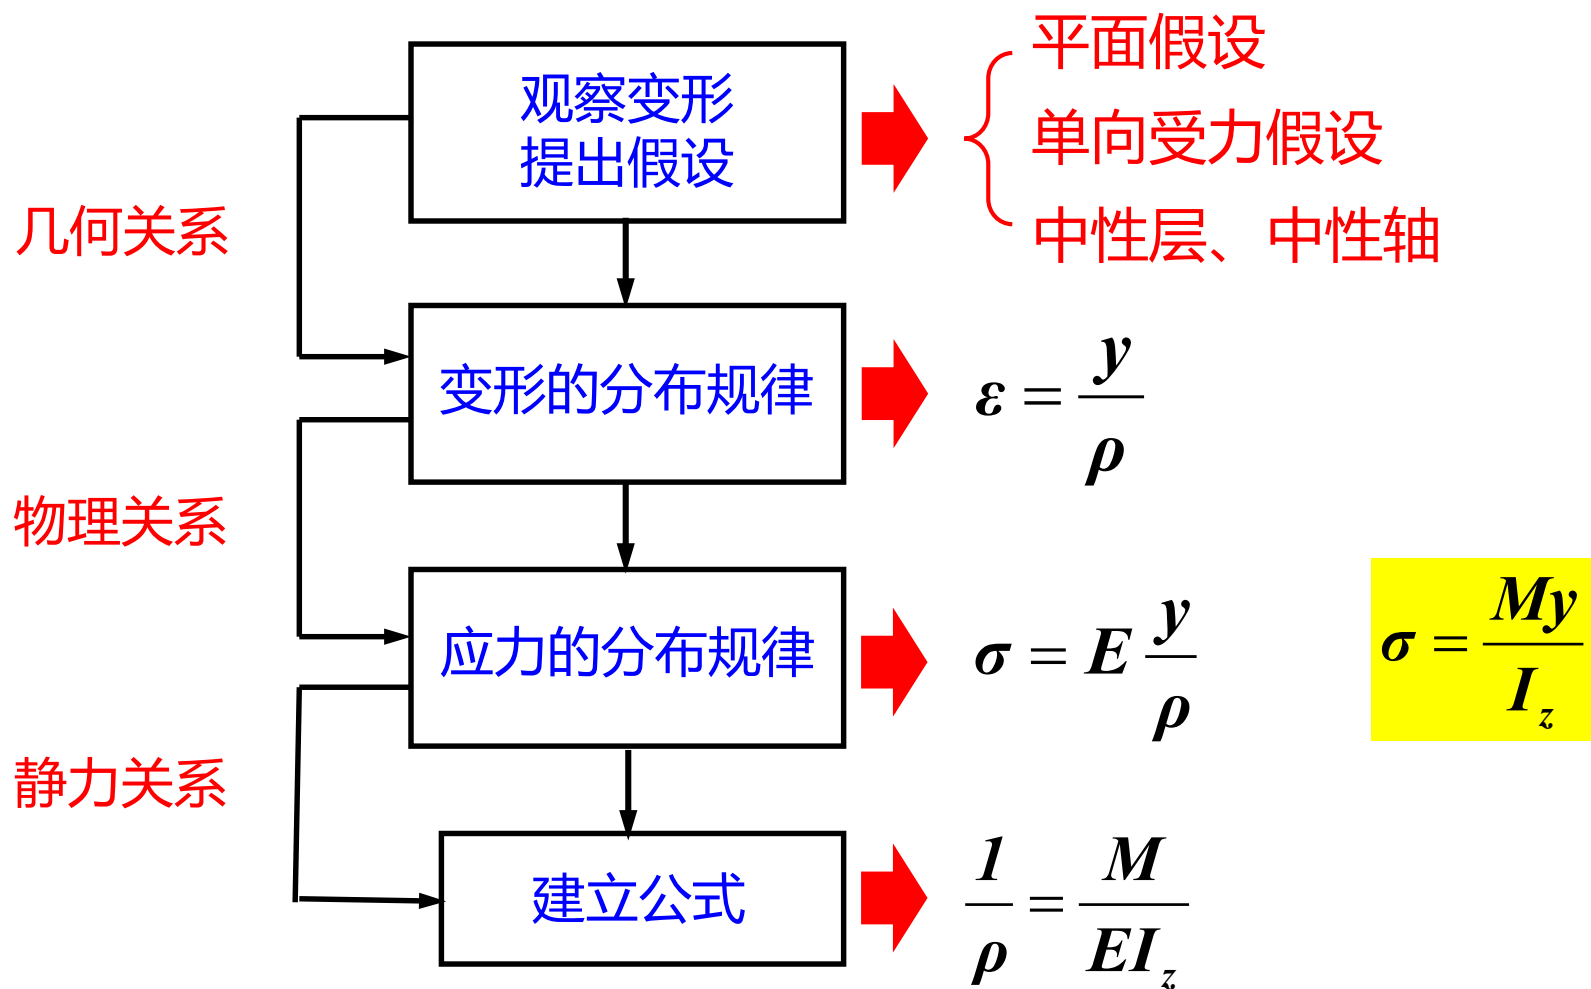 观察变形
提出假设
平面假设
单向受力假设
中性层、中性轴
几何关系
变形的分布规律
ε = y/ρ
物理关系
应力的分布规律
σ = E y/ρ
σ = My/I_z
静力关系
建立公式
1/ρ = M/EI_z